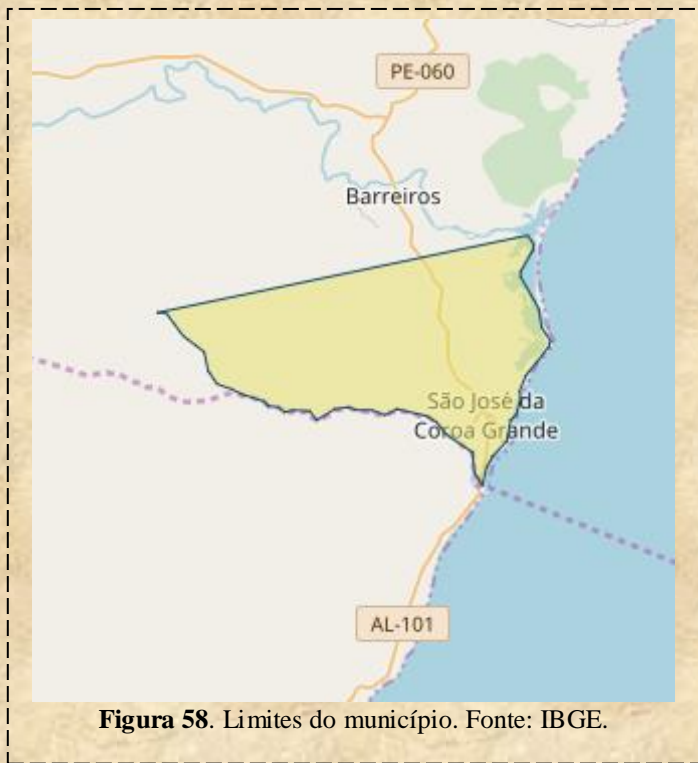 PE-060
Barreiros
São José da
Coroa Grande
AL-101
Figura 58. Limites do município. Fonte: IBGE.